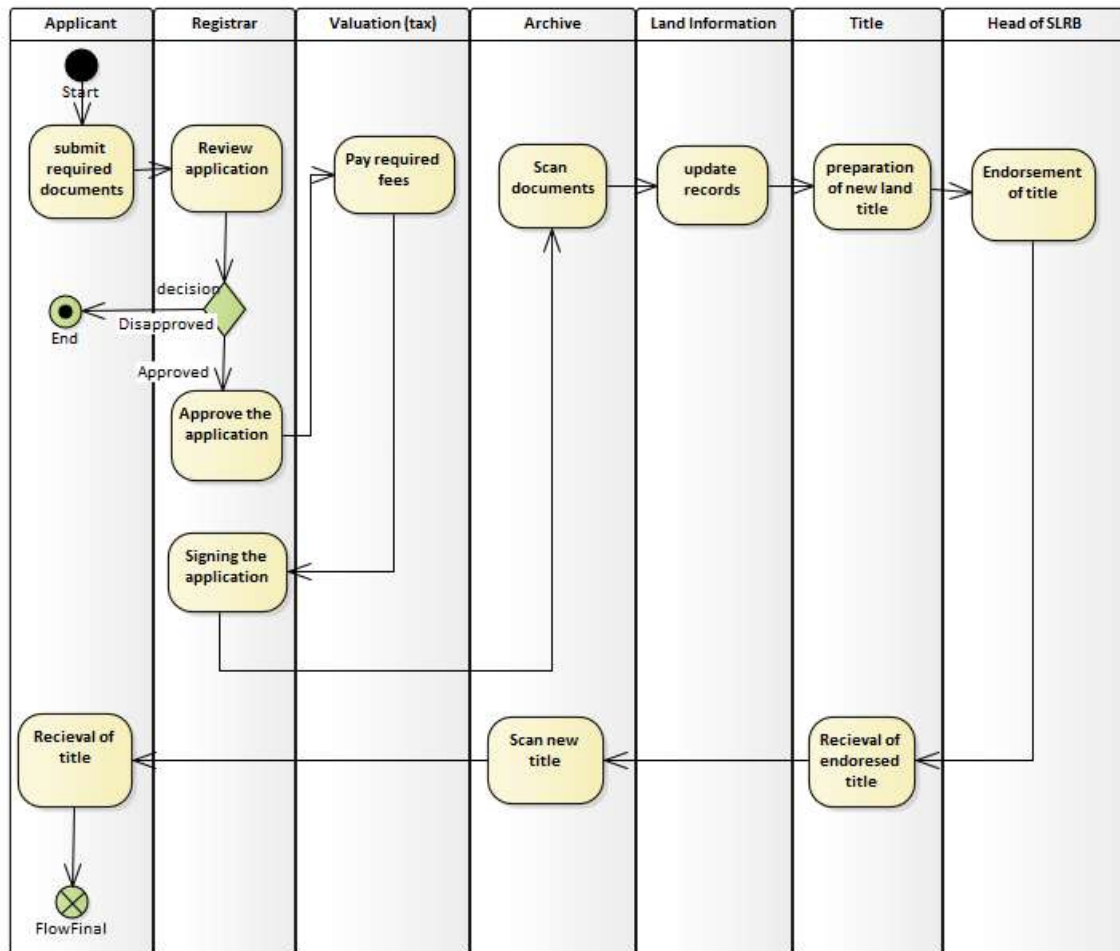 Applicant
Registrar
Valuation (tax)
Archive
Land Information
Title
Head of SLRB
Start
submit
required
documents
Review
application
Pay required
fees
Scan
documents
update
records
preparation
of new land
title
Endorsement
of title
decision
Disapproved
End
Approved
Approve the
application
Signing the
application
Recieval of
title
Scan new
title
Recieval of
endoresed
title
FlowFinal